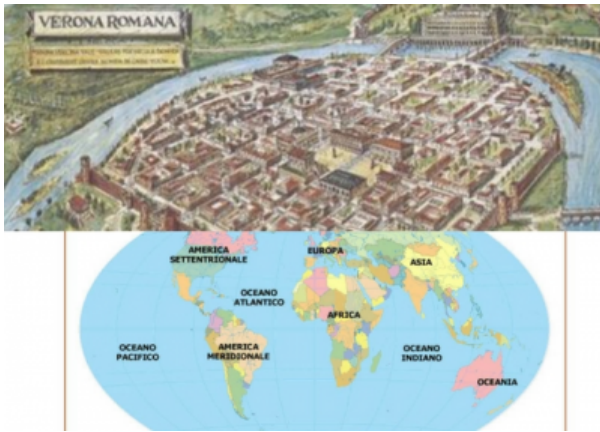 VERONA ROMANA
AMERICA
SETTENTRIONALE
EUROPA
ASIA
OCEANO
ATLANTICO
AFRICA
OCEANO
PACIFICO
AMERICA
MERIDIONALE
OCEANO
INDIANO
OCEANIA